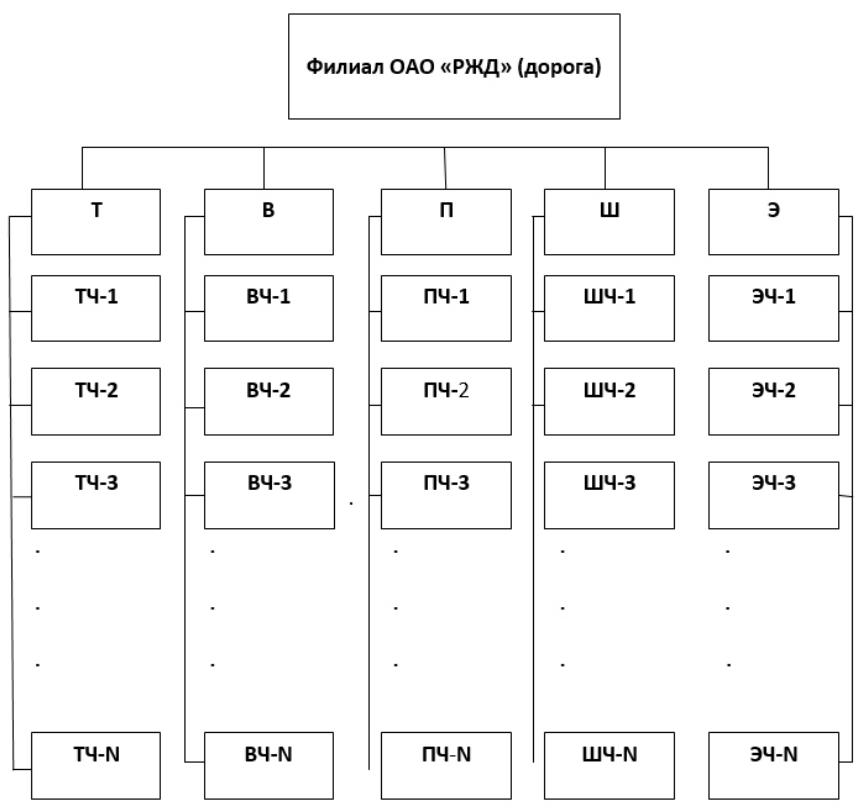 Филиал ОАО «РЖД» (дорога)
Т В П Ш Э
ТЧ-1 ВЧ-1 ПЧ-1 ШЧ-1 ЭЧ-1
ТЧ-2 ВЧ-2 ПЧ-2 ШЧ-2 ЭЧ-2
ТЧ-3 ВЧ-3 . ПЧ-3 ШЧ-3 ЭЧ-3
. . . . .
. . . . .
. . . . .
ТЧ-N ВЧ-N ПЧ-N ШЧ-N ЭЧ-N